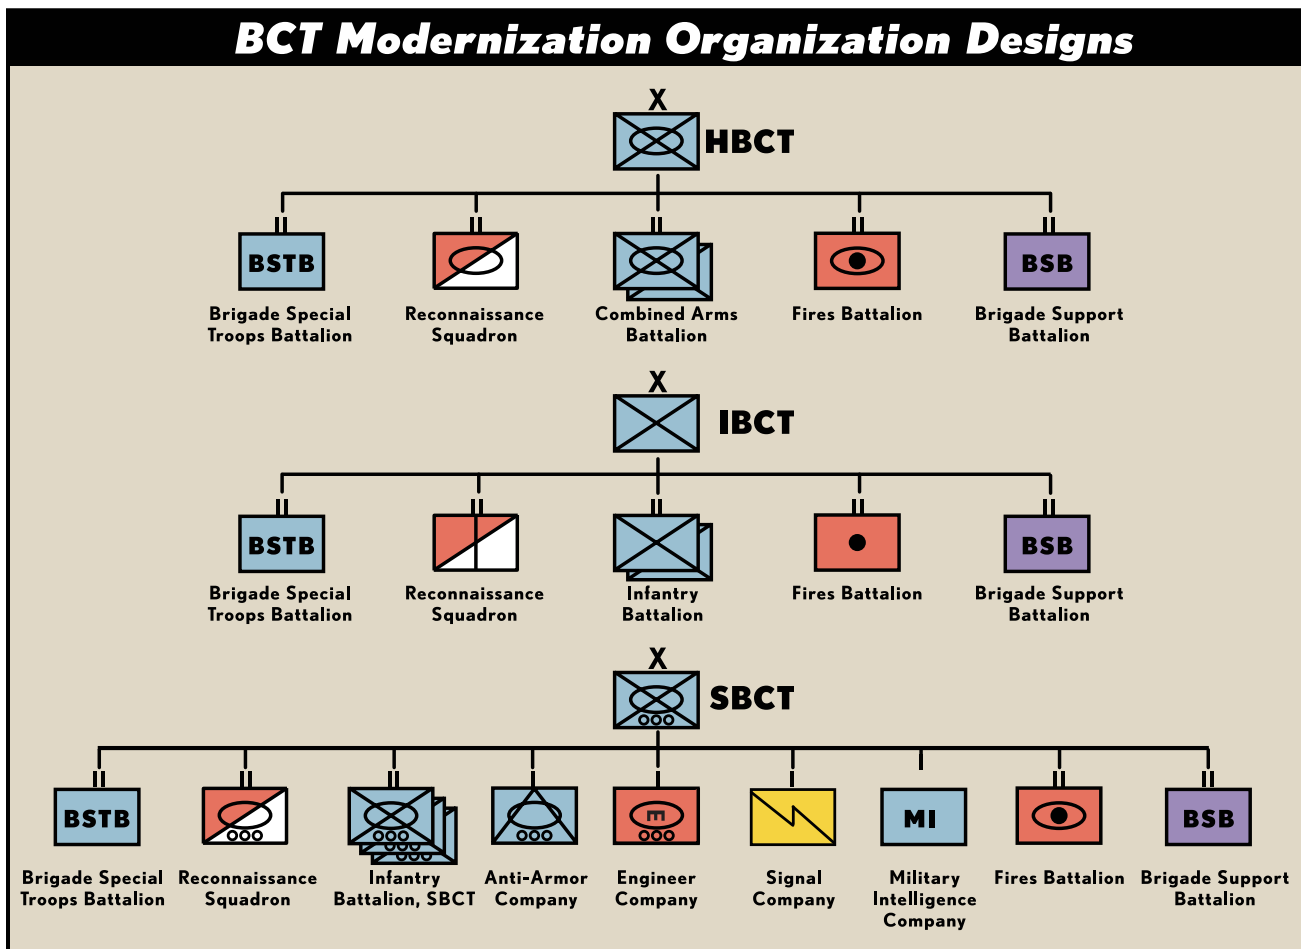 BCT Modernization Organization Designs
X
HBCT
BSTB
BSB
Brigade Special
Troops Battalion
Reconnaissance
Squadron
Combined Arms
Battalion
Fires Battalion
Brigade Support
Battalion
X
IBCT
BSTB
BSB
Brigade Special
Troops Battalion
Reconnaissance
Squadron
Infantry
Battalion
Fires Battalion
Brigade Support
Battalion
X
SBCT
BSTB
E
MI
BSB
Brigade Special
Troops Battalion
Reconnaissance
Squadron
Infantry
Battalion, SBCT
Anti-Armor
Company
Engineer
Company
Signal
Company
Military
Intelligence
Company
Fires Battalion
Brigade Support
Battalion